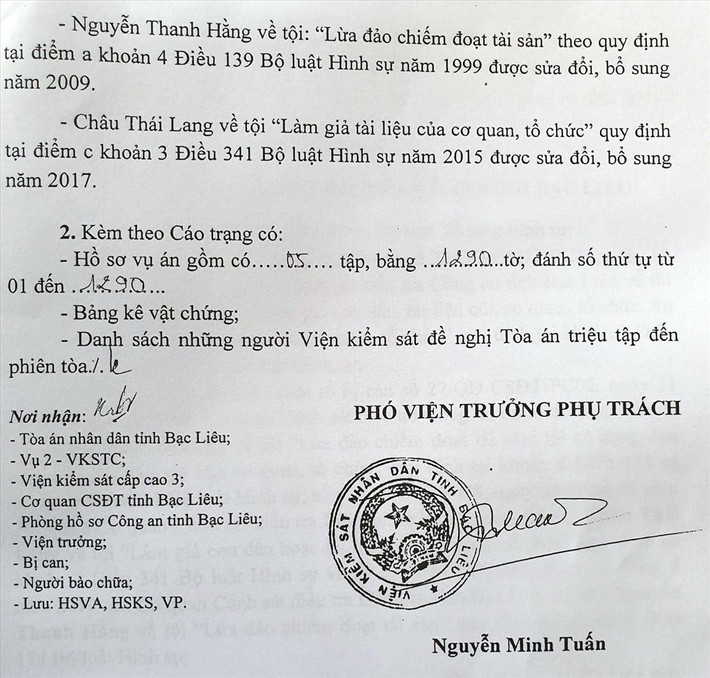 - Nguyễn Thanh Hằng về tội: “Lừa đảo chiếm đoạt tài sản” theo quy định
tại điểm a khoản 4 Điều 139 Bộ luật Hình sự năm 1999 được sửa đổi, bổ sung
năm 2009.
- Châu Thái Lang về tội “Làm giả tài liệu của cơ quan, tổ chức” quy định
tại điểm c khoản 3 Điều 341 Bộ luật Hình sự năm 2015 được sửa đổi, bổ sung
năm 2017.
2. Kèm theo Cáo trạng có:
- Hồ sơ vụ án gồm có......05.... tập, bằng ...1290..tờ; đánh số thứ tự từ
01 đến ..1290...
- Bảng kê vật chứng;
- Danh sách những người Viện kiểm sát đề nghị Tòa án triệu tập đến
phiên tòa./.
Nơi nhận:
- Tòa án nhân dân tỉnh Bạc Liêu;
- Vụ 2 - VKSTC;
- Viện kiểm sát cấp cao 3;
- Cơ quan CSĐT tỉnh Bạc Liêu;
- Phòng hồ sơ Công an tỉnh Bạc Liêu;
- Viện trưởng;
- Bị can;
- Người bào chữa;
- Lưu: HSVA, HSKS, VP.
PHÓ VIỆN TRƯỞNG PHỤ TRÁCH
VIỆN KIỂM SÁT NHÂN DÂN TỈNH BẠC LIÊU
Nguyễn Minh Tuấn